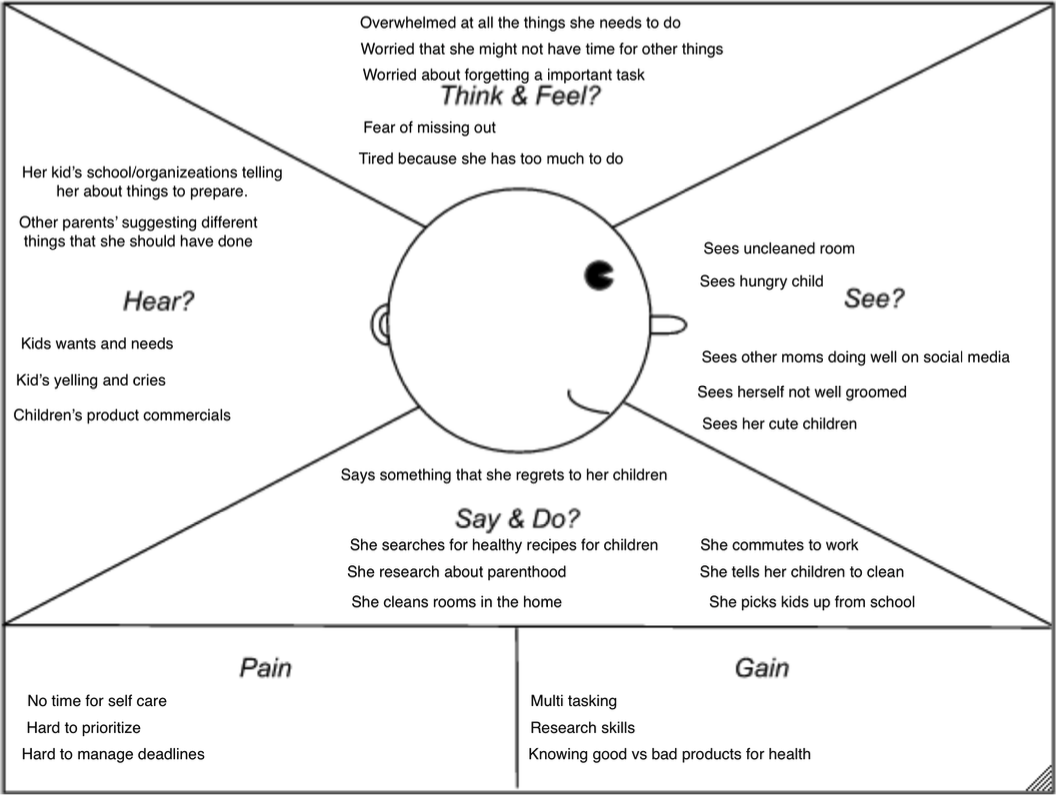 Overwhelmed at all the things she needs to do
Worried that she might not have time for other things
Worried about forgetting a important task
Think & Feel?
Fear of missing out
Tired because she has too much to do
Her kid's school/organizeations telling
her about things to prepare.
Other parents' suggesting different
things that she should have done
Hear?
Kids wants and needs
Kid's yelling and cries
Children's product commercials
Sees uncleaned room
Sees hungry child
See?
Sees other moms doing well on social media
Sees herself not well groomed
Sees her cute children
Says something that she regrets to her children
Say & Do?
She searches for healthy recipes for children
She research about parenthood
She cleans rooms in the home
She commutes to work
She tells her children to clean
She picks kids up from school
Pain
No time for self care
Hard to prioritize
Hard to manage deadlines
Gain
Multi tasking
Research skills
Knowing good vs bad products for health